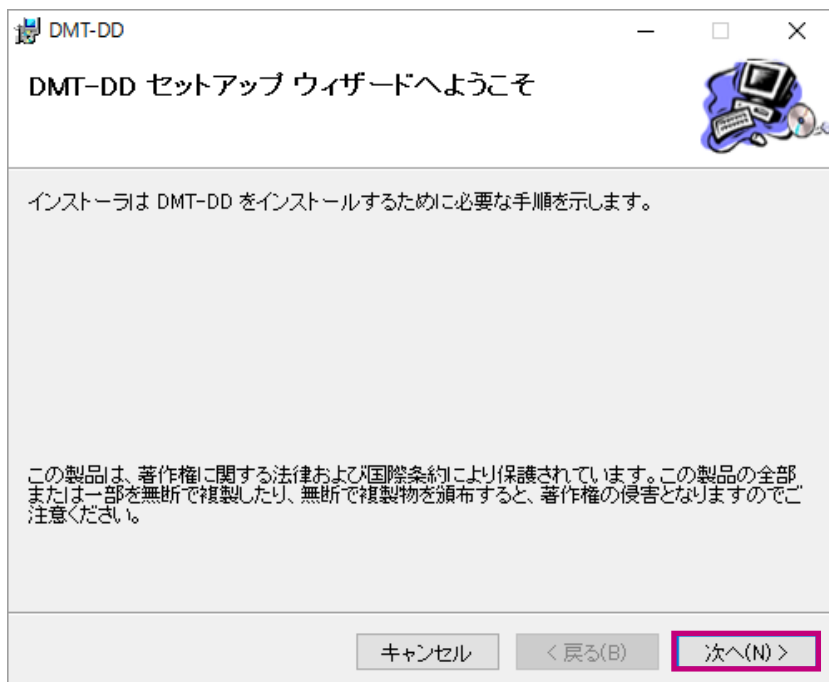 DMT-DD
DMT-DD セットアップ ウィザードへようこそ
インストーラは DMT-DD をインストールするために必要な手順を示します。
この製品は、著作権に関する法律および国際条約により保護されています。この製品の全部
または一部を無断で複製したり、無断で複製物を頒布すると、著作権の侵害となりますのでご
注意ください。
キャンセル
< 戻る(B)
次へ(N) >